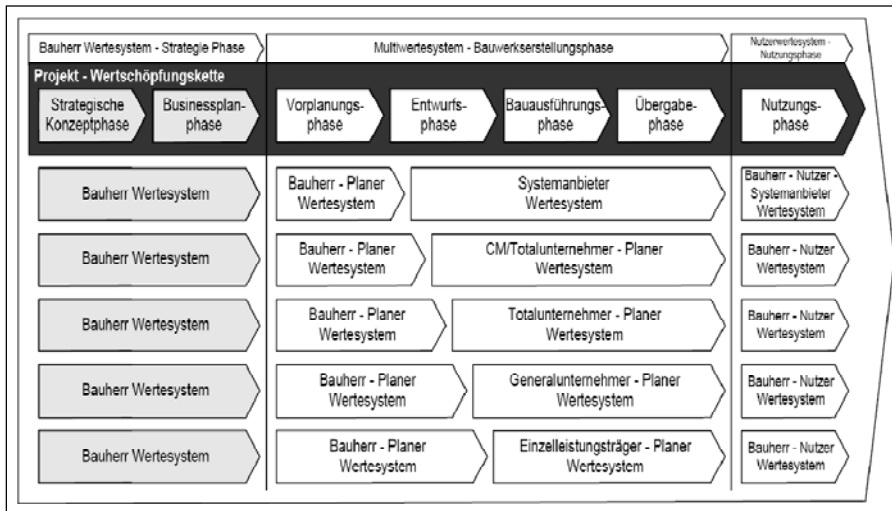 Bauherr Wertesystem - Strategie Phase
Multiwertesystem - Bauwerkserstellungsphase
Nutzerwertesystem -
Nutzungsphase
Projekt - Wertschöpfungskette
Strategische
Konzeptphase
Businessplan-
phase
Vorplanungs-
phase
Entwurfs-
phase
Bauausführungs-
phase
Übergabe-
phase
Nutzungs-
phase
Bauherr Wertesystem
Bauherr - Planer
Wertesystem
Systemanbieter
Wertesystem
Bauherr - Nutzer -
Systemanbieter
Wertesystem
Bauherr Wertesystem
Bauherr - Planer
Wertesystem
CM/Totalunternehmer - Planer
Wertesystem
Bauherr - Nutzer
Wertesystem
Bauherr Wertesystem
Bauherr - Planer
Wertesystem
Totalunternehmer - Planer
Wertesystem
Bauherr - Nutzer
Wertesystem
Bauherr Wertesystem
Bauherr - Planer
Wertesystem
Generalunternehmer - Planer
Wertesystem
Bauherr - Nutzer
Wertesystem
Bauherr Wertesystem
Bauherr - Planer
Wertesystem
Einzelleistungsträger - Planer
Wertesystem
Bauherr - Nutzer
Wertesystem